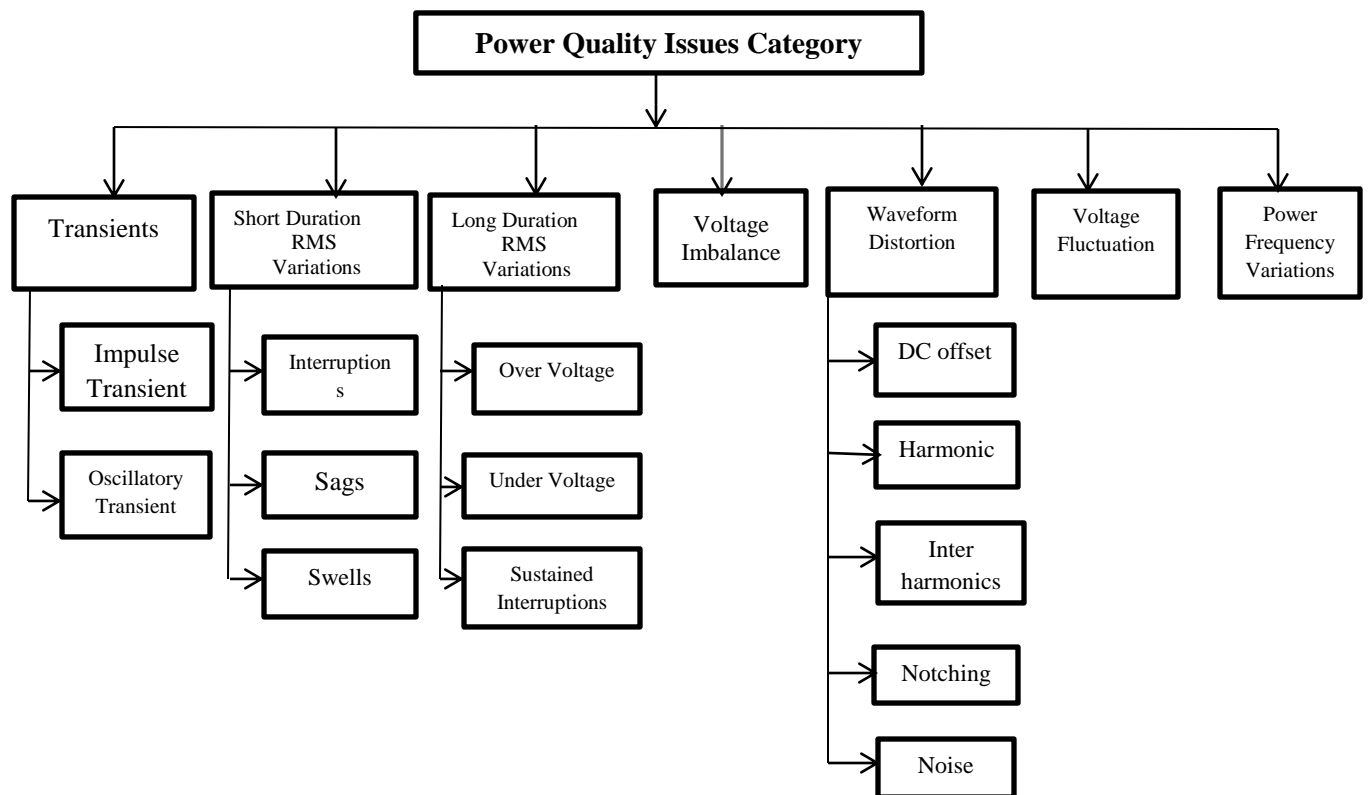 Power Quality Issues Category
Transients
Short Duration
RMS
Variations
Long Duration
RMS
Variations
Voltage
Imbalance
Waveform
Distortion
Voltage
Fluctuation
Power
Frequency
Variations
Impulse
Transient
Oscillatory
Transient
Interruption
s
Sags
Swells
Over Voltage
Under Voltage
Sustained
Interruptions
DC offset
Harmonic
Inter
harmonics
Notching
Noise